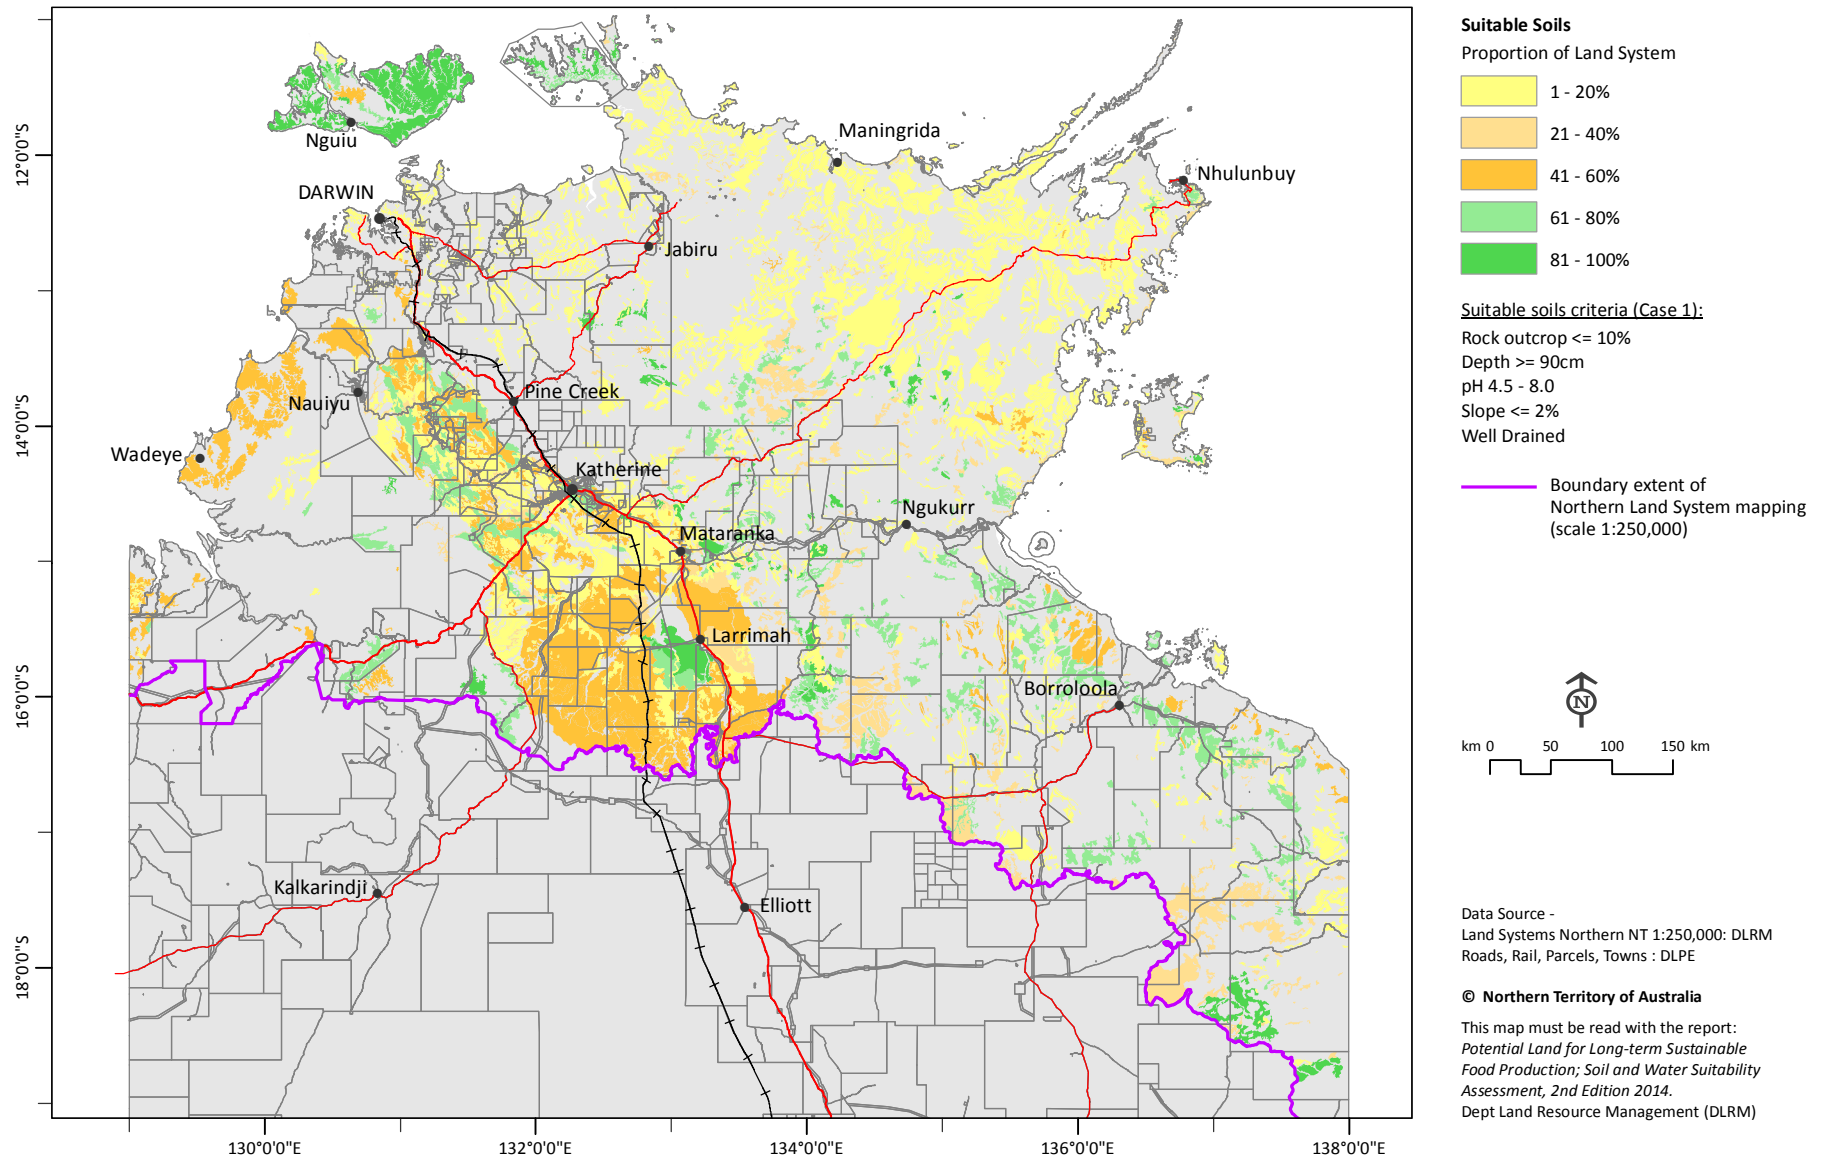 Nguiu
DARWIN
Maningrida
Nhulunbuy
Jabiru
Pine Creek
Nauiyu
Wadeye
Katherine
Ngukurr
Mataranka
Larrimah
Borroloola
Kalkarindji
Elliott
12°0'0"S
14°0'0"S
16°0'0"S
18°0'0"S
130°0'0"E
132°0'0"E
134°0'0"E
136°0'0"E
138°0'0"E
Suitable Soils
Proportion of Land System
1 - 20%
21 - 40%
41 - 60%
61 - 80%
81 - 100%
Suitable soils criteria (Case 1):
Rock outcrop <= 10%
Depth >= 90cm
pH 4.5 - 8.0
Slope <= 2%
Well Drained
Boundary extent of
Northern Land System mapping
(scale 1:250,000)
N
km 0 50 100 150 km
Data Source -
Land Systems Northern NT 1:250,000: DLRM
Roads, Rail, Parcels, Towns : DLPE
© Northern Territory of Australia
This map must be read with the report:
Potential Land for Long-term Sustainable
Food Production; Soil and Water Suitability
Assessment, 2nd Edition 2014.
Dept Land Resource Management (DLRM)